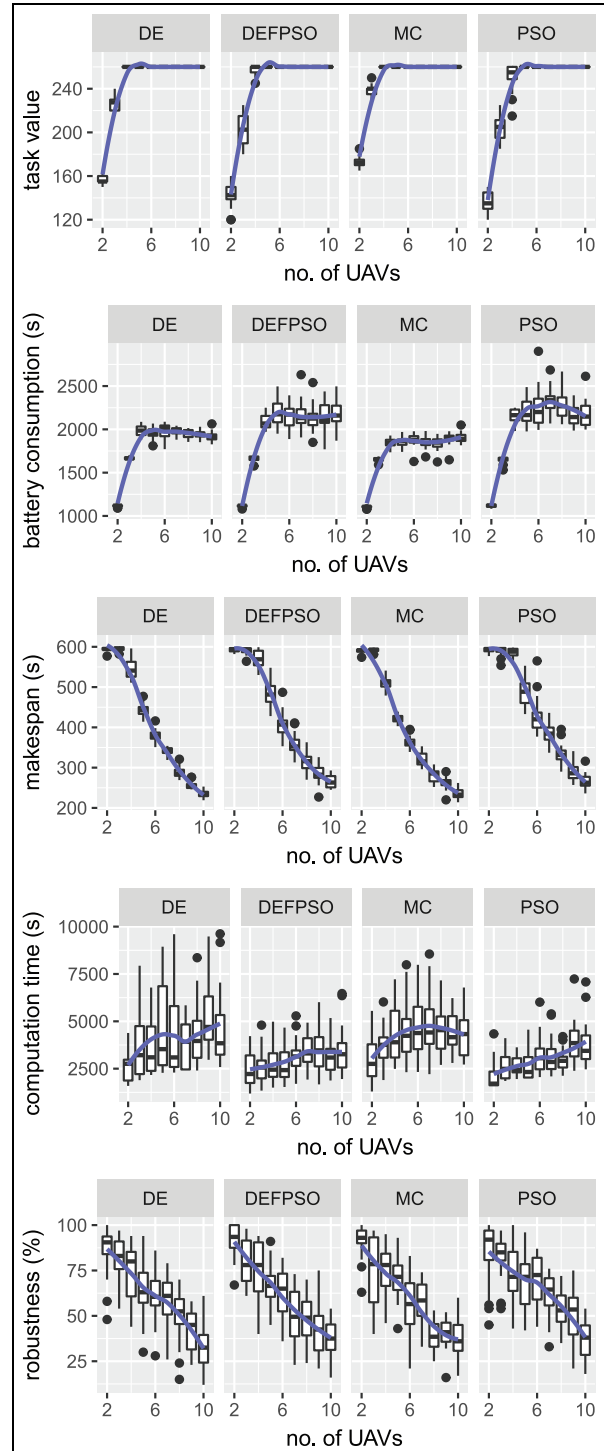 DE DEFPSO MC PSO
240
200
160
120
task value
2 6 10 2 6 10 2 6 10 2 6 10
no. of UAVs
DE DEFPSO MC PSO
2500
2000
1500
1000
battery consumption (s)
2 6 10 2 6 10 2 6 10 2 6 10
no. of UAVs
DE DEFPSO MC PSO
600
500
400
300
200
makespan (s)
2 6 10 2 6 10 2 6 10 2 6 10
no. of UAVs
DE DEFPSO MC PSO
10000
7500
5000
2500
computation time (s)
2 6 10 2 6 10 2 6 10 2 6 10
no. of UAVs
DE DEFPSO MC PSO
100
75
50
25
robustness (%)
2 6 10 2 6 10 2 6 10 2 6 10
no. of UAVs